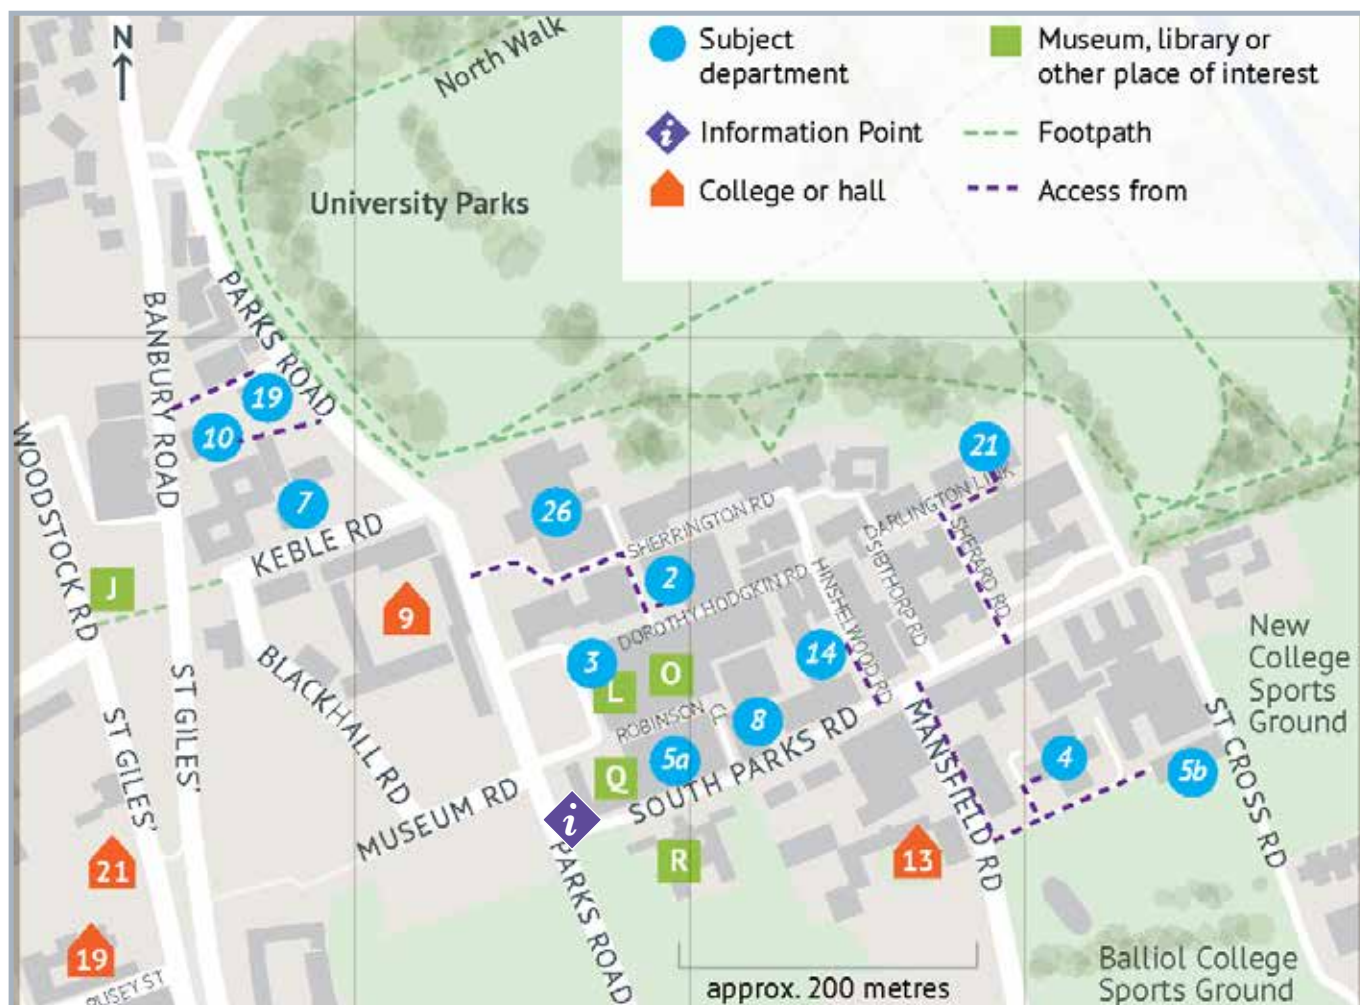 N
North Walk
Subject
department
Museum, library or
other place of interest
i Information Point
Footpath
College or hall
Access from
University Parks
PARKS ROAD
BANBURY ROAD
WOODSTOCK RD
19
10
7
KEBLE RD
J
9
26
SHERRINGTON RD
2
DOROTHY HODGKIN RD
21
DARLINGTON LINK
SIBTHORP RD
SHERARD RD
HINSHELWOOD RD
14
3
L
O
ROBINSON
CL
8
5a
Q
SOUTH PARKS RD
MANSFIELD RD
4
5b
ST CROSS RD
New
College
Sports
Ground
ST GILES'
ST GILES'
BLACKHALL RD
MUSEUM RD
i
PARKS ROAD
R
13
21
19
PUSEY ST
approx. 200 metres
Balliol College
Sports Ground